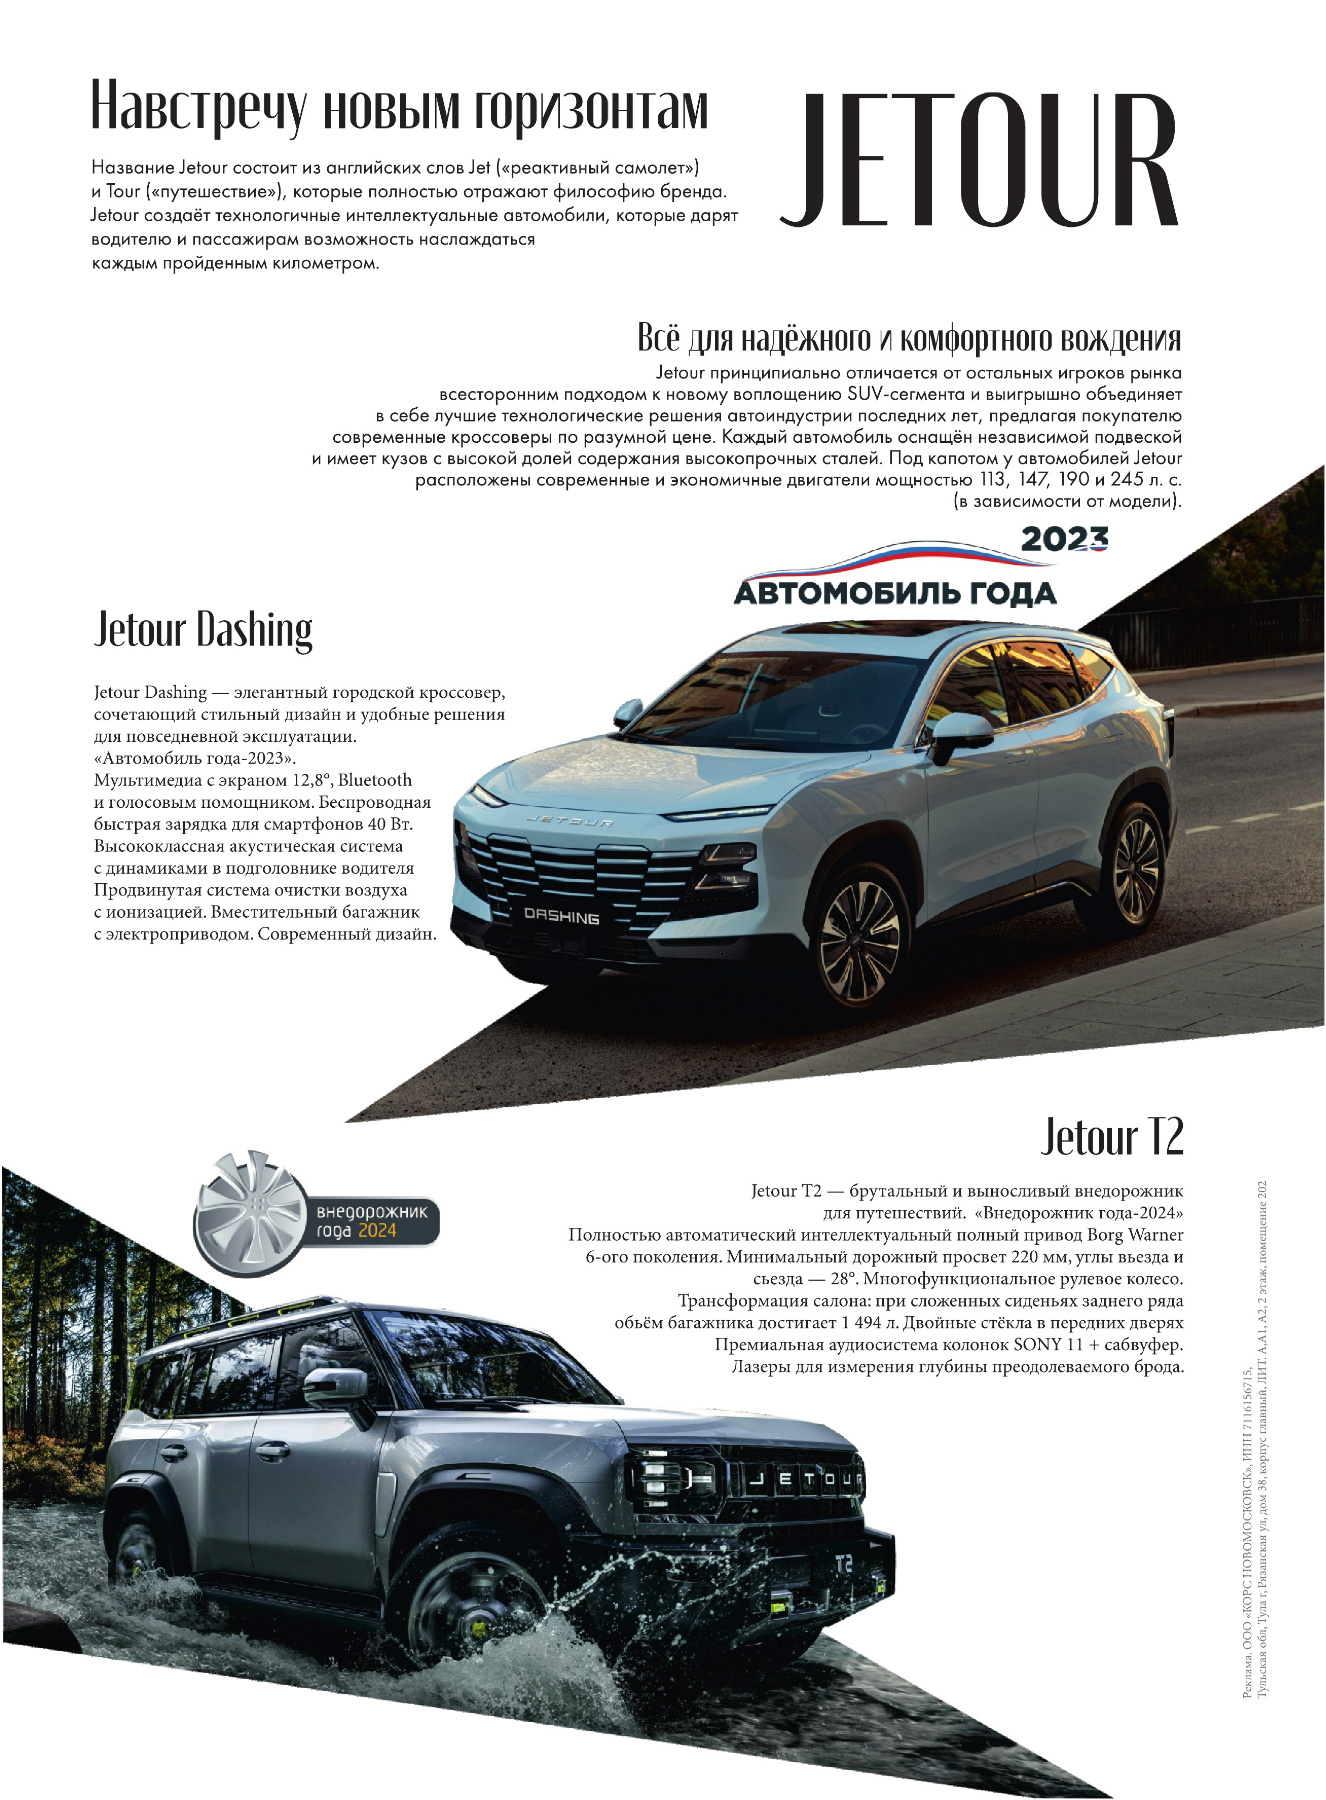 Навстречу новым горизонтам
JETOUR
Название Jetour состоит из английских слов Jet («реактивный самолет»)
и Tour («путешествие»), которые полностью отражают философию бренда.
Jetour создаёт технологичные интеллектуальные автомобили, которые дарят
водителю и пассажирам возможность наслаждаться
каждым пройденным километром.
Всё для надёжного и комфортного вождения
Jetour принципиально отличается от остальных игроков рынка
всесторонним подходом к новому воплощению SUV-сегмента и выигрышно объединяет
в себе лучшие технологические решения автоиндустрии последних лет, предлагая покупателю
современные кроссоверы по разумной цене. Каждый автомобиль оснащён независимой подвеской
и имеет кузов с высокой долей содержания высокопрочных сталей. Под капотом у автомобилей Jetour
расположены современные и экономичные двигатели мощностью 113, 147, 190 и 245 л. с.
(в зависимости от модели).
2023
АВТОМОБИЛЬ ГОДА
Jetour Dashing
Jetour Dashing — элегантный городской кроссовер,
сочетающий стильный дизайн и удобные решения
для повседневной эксплуатации.
«Автомобиль года-2023».
Мультимедиа с экраном 12,8°, Bluetooth
и голосовым помощником. Беспроводная
быстрая зарядка для смартфонов 40 Вт.
Высококлассная акустическая система
с динамиками в подголовнике водителя
Продвинутая система очистки воздуха
с ионизацией. Вместительный багажник
с электроприводом. Современный дизайн.
JETOUR
DASHING
Jetour T2
Jetour T2 — брутальный и выносливый внедорожник
для путешествий. «Внедорожник года-2024»
Полностью автоматический интеллектуальный полный привод Borg Warner
6-ого поколения. Минимальный дорожный просвет 220 мм, углы вьезда и
сьезда — 28°. Многофункциональное рулевое колесо.
Трансформация салона: при сложенных сиденьях заднего ряда
обьём багажника достигает 1 494 л. Двойные стёкла в передних дверях
Премиальная аудиосистема колонок SONY 11 + сабвуфер.
Лазеры для измерения глубины преодолеваемого брода.
внедорожник
года 2024
JETOUR
T2
Реклама. ООО «КОРС НОВОМОСКОВСК», ИНН 7116156715,
Тульская обл, Тула г, Рязанская ул, дом 38, корпус главный, ЛИТ. А,А1, А2, 2 этаж, помещение 202